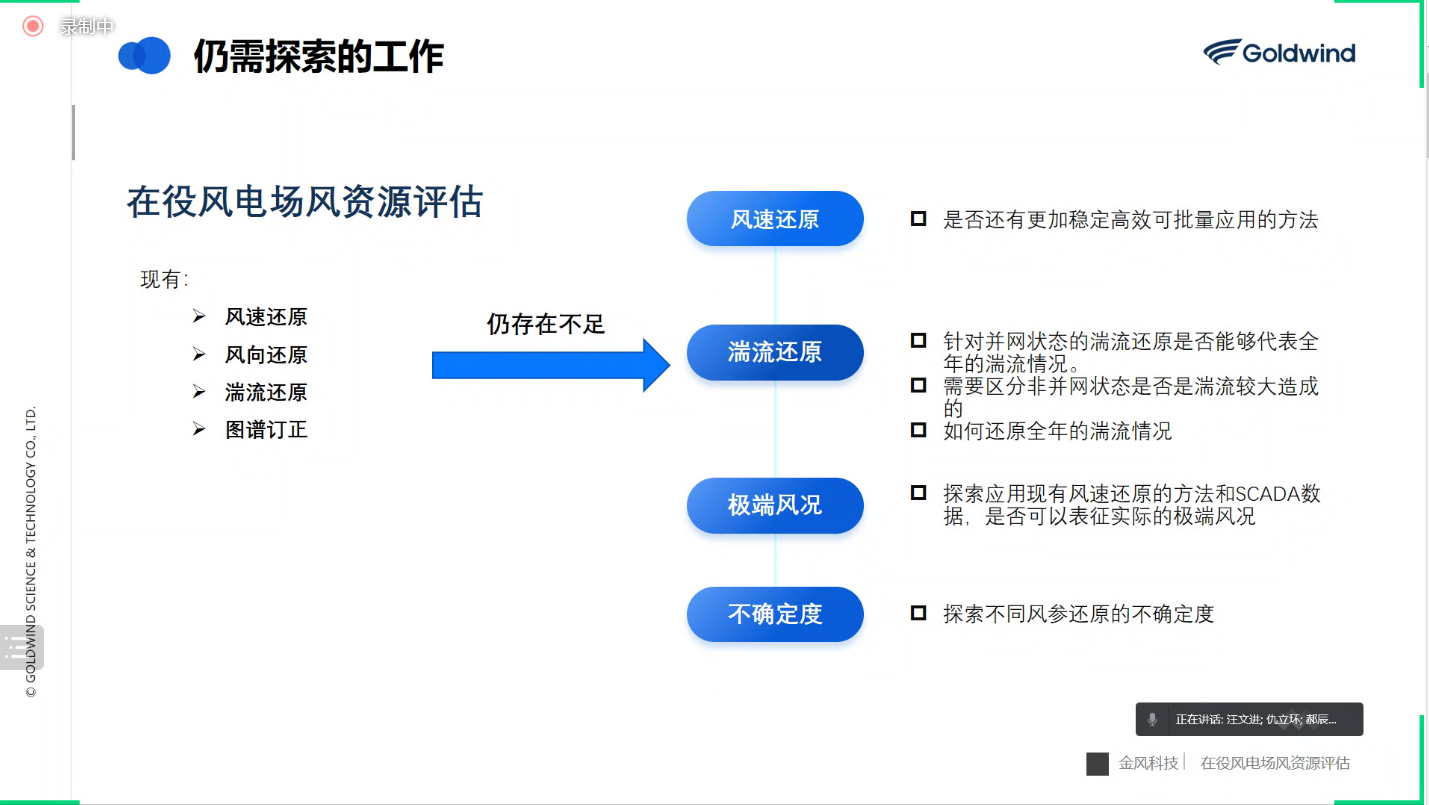 录制中
仍需探索的工作
Goldwind
在役风电场风资源评估
现有:
风速还原
风向还原
湍流还原
图谱订正
仍存在不足
风速还原
是否还有更加稳定高效可批量应用的方法
湍流还原
针对并网状态的湍流还原是否能够代表全
年的湍流情况。
需要区分非并网状态是否是湍流较大造成
的
如何还原全年的湍流情况
极端风况
探索应用现有风速还原的方法和SCADA数
据，是否可以表征实际的极端风况
不确定度
探索不同风参还原的不确定度
© GOLDWIND SCIENCE & TECHNOLOGY CO., LTD.
正在讲话: 汪文进; 仇立环; 郝辰...
金风科技| 在役风电场风资源评估